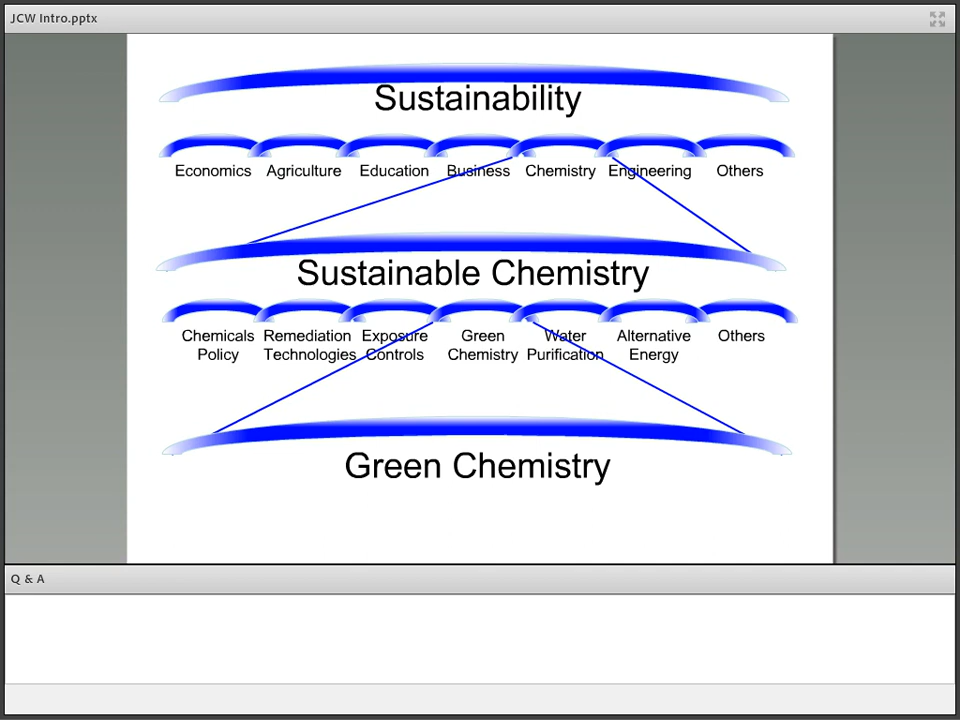 JCW Intro.pptx
Sustainability
Economics Agriculture Education Business Chemistry Engineering Others
Sustainable Chemistry
Chemicals Remediation Exposure Green Water Alternative Others
Policy Technologies Controls Chemistry Purification Energy
Green Chemistry
Q & A